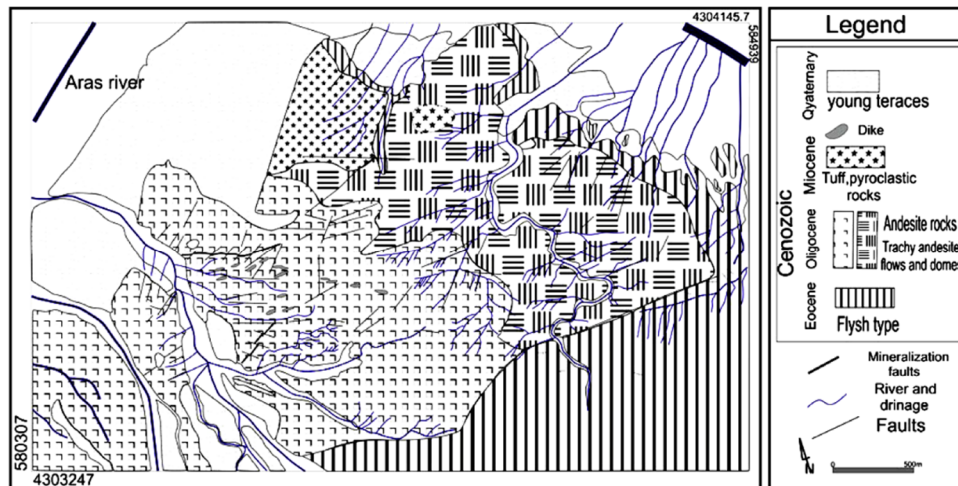 4304145.7
584939
Aras river
580307
4303247
Legend
Cenozoic
Qyaternary
young teraces
Miocene
Dike
Tuff,pyroclastic
rocks
Oligocene
Andesite rocks
Trachy andesite
flows and domes
Eocene
Flysh type
Mineralization
faults
River and
drinage
Faults
N
0 500m